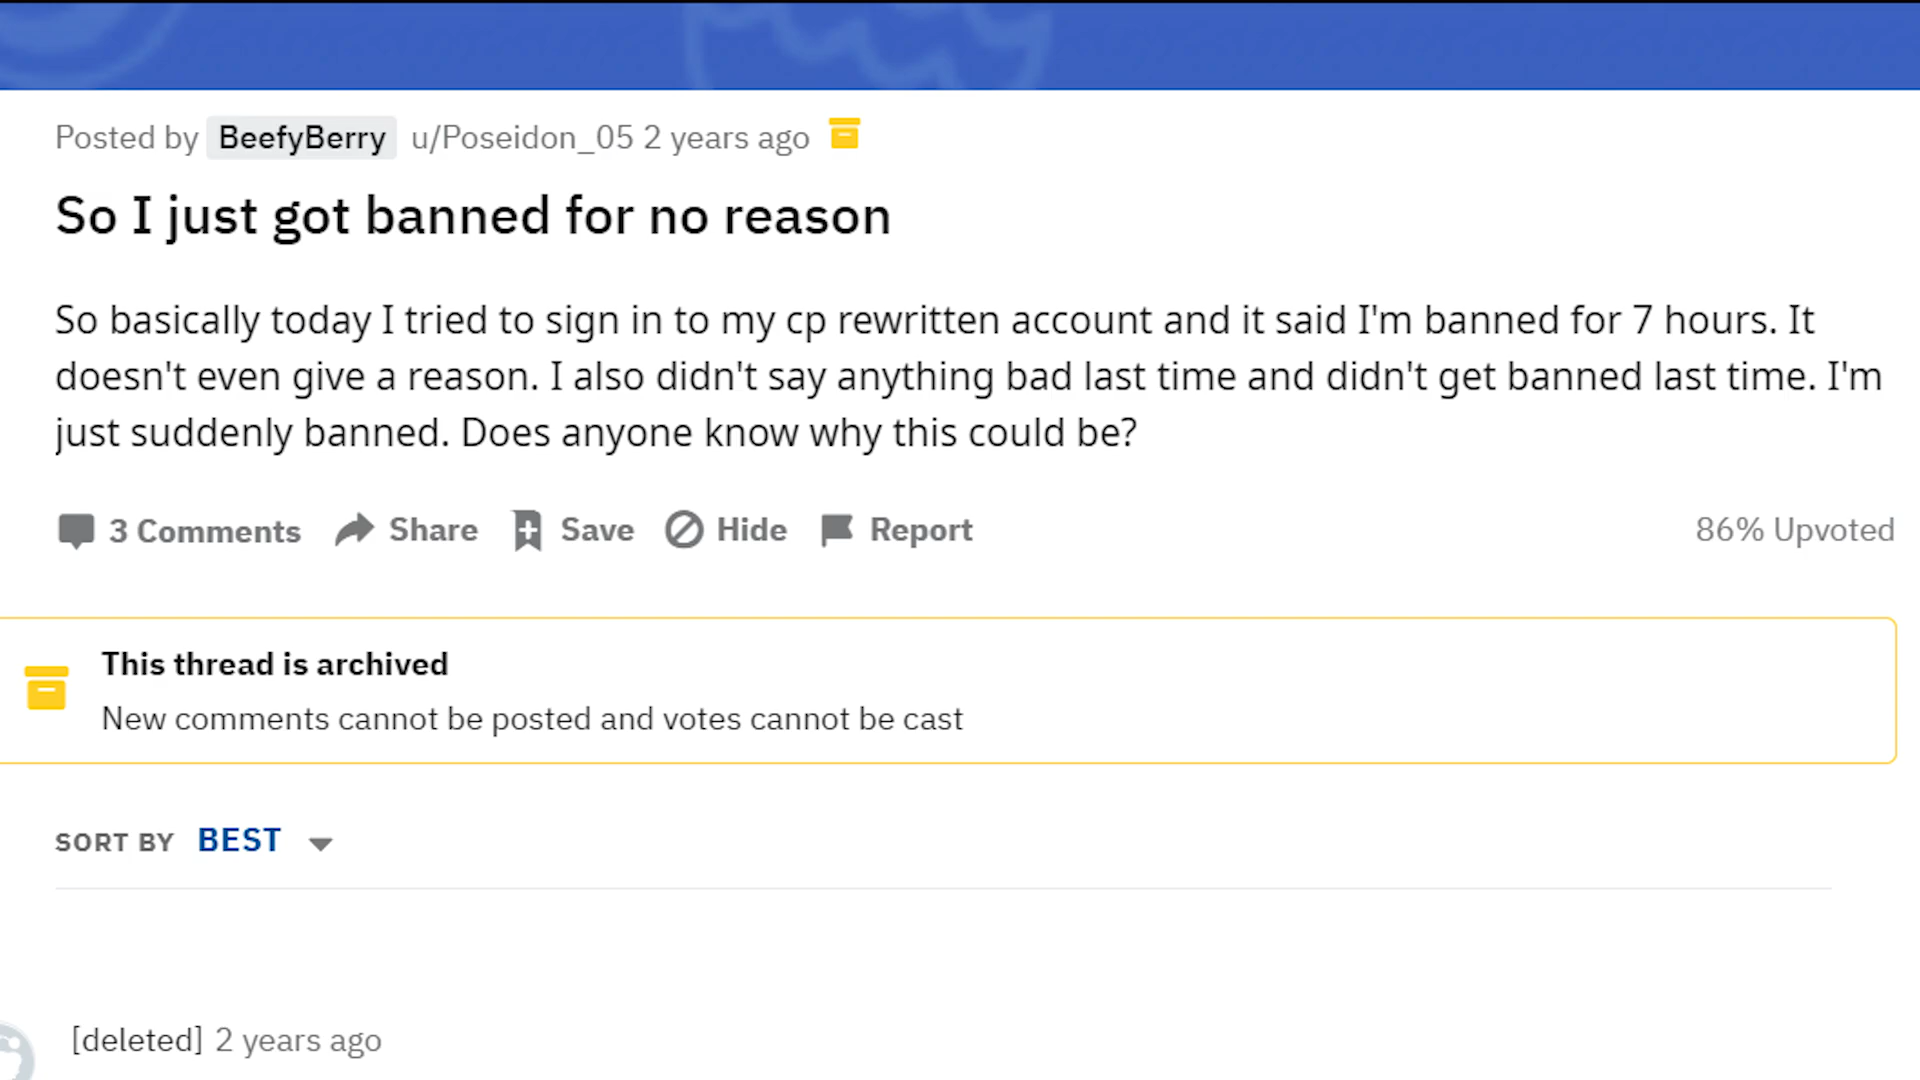 Posted by BeefyBerry u/Poseidon_05 2 years ago
So I just got banned for no reason
So basically today I tried to sign in to my cp rewritten account and it said I'm banned for 7 hours. It
doesn't even give a reason. I also didn't say anything bad last time and didn't get banned last time. I'm
just suddenly banned. Does anyone know why this could be?
3 Comments Share Save Hide Report 86% Upvoted
This thread is archived
New comments cannot be posted and votes cannot be cast
SORT BY BEST
[deleted] 2 years ago